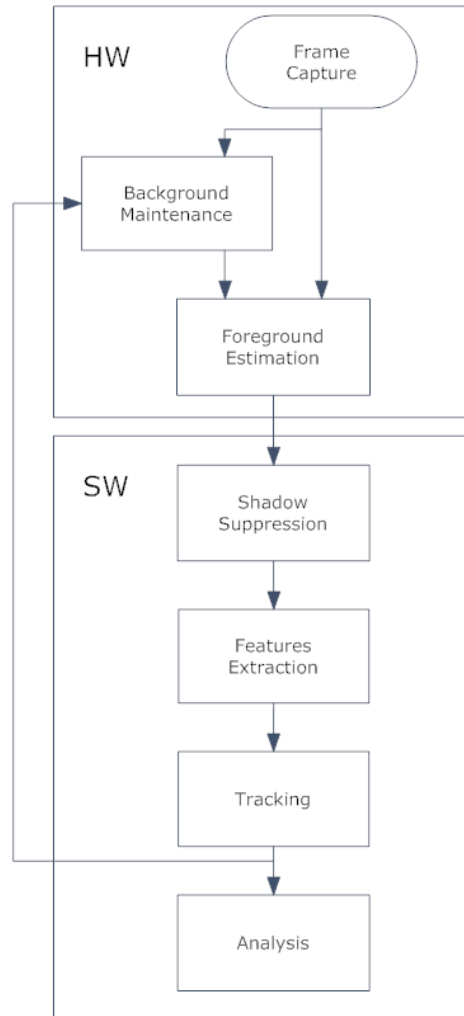 HW
Frame
Capture
Background
Maintenance
Foreground
Estimation
SW
Shadow
Suppression
Features
Extraction
Tracking
Analysis